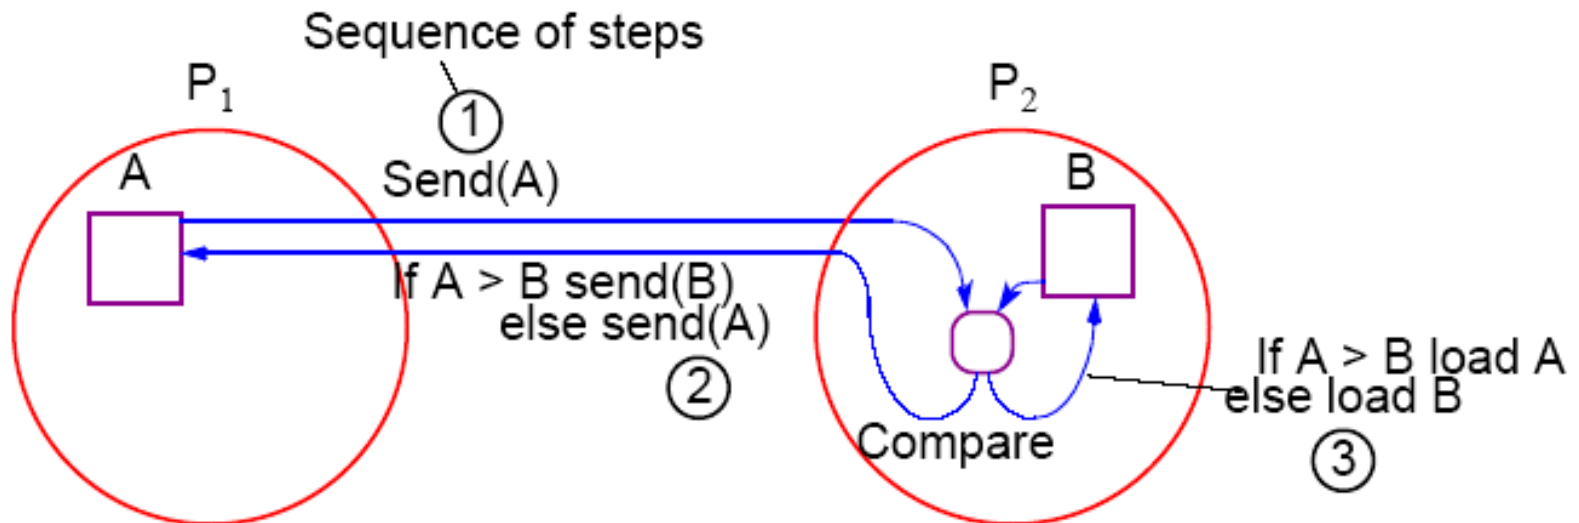 Sequence of steps
P1
1
P2
A
Send(A)
B
If A > B send(B)
else send(A)
2
Compare
If A > B load A
else load B
3